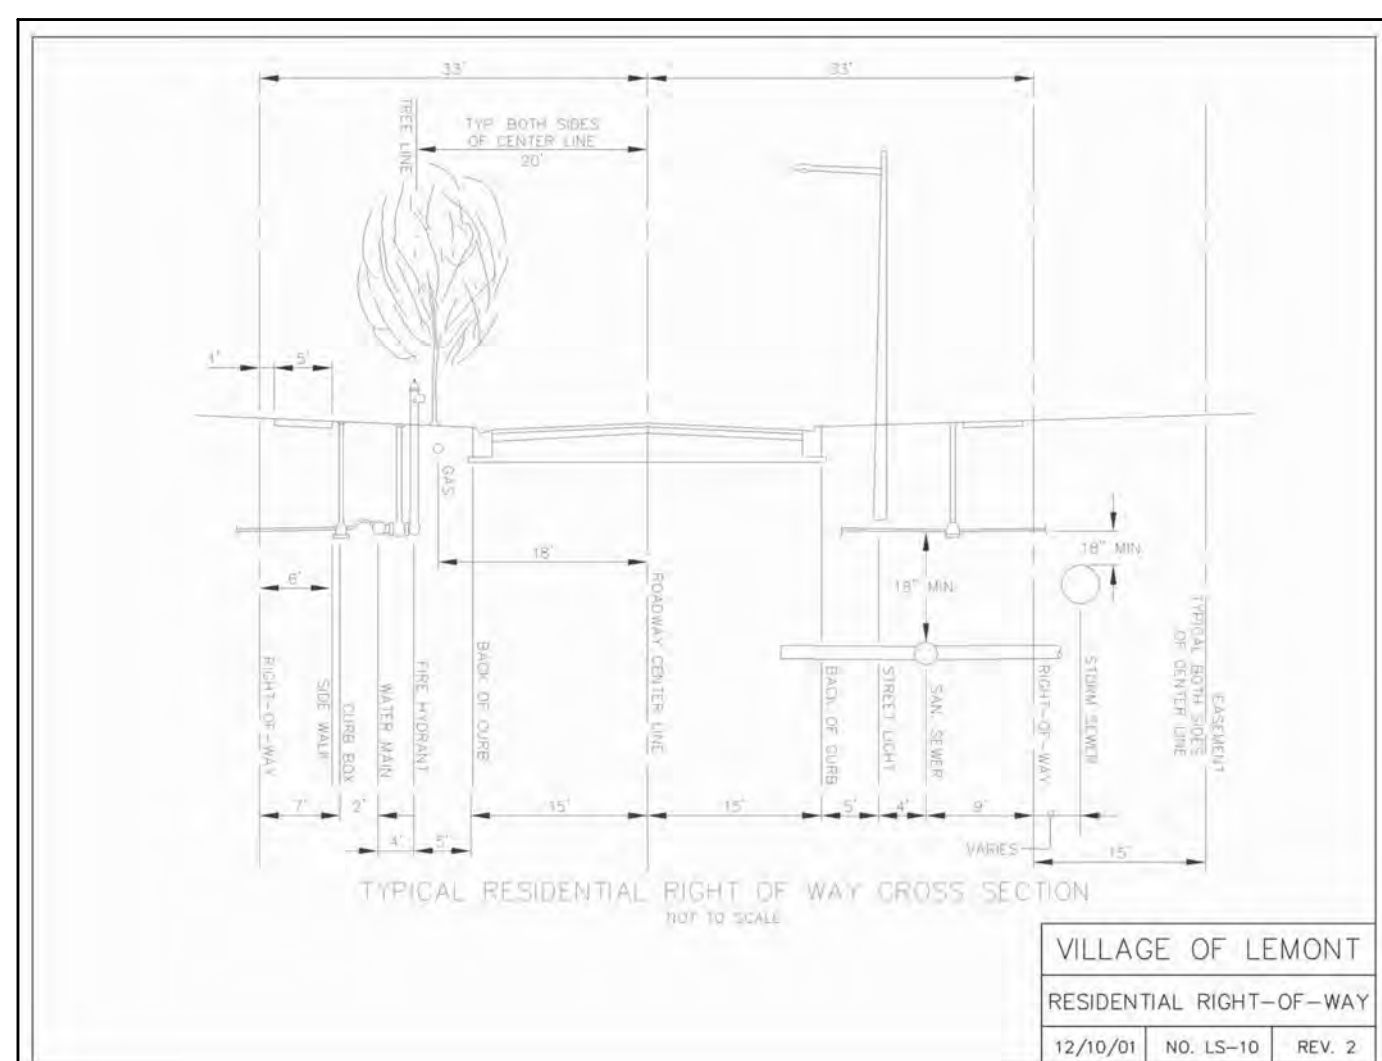 33'
33'
TREE LINE
TYP BOTH SIDES
OF CENTER LINE
20'
1'
5'
GAS
18'
18" MIN
18" MIN.
6'
RIGHT-OF-WAY
SIDE WALK
CURB BOX
WATER MAIN
FIRE HYDRANT
BACK OF CURB
ROADWAY CENTER LINE
BACK OF CURB
STREET LIGHT
SAN. SEWER
RIGHT-OF-WAY
STORM SEWER
EASEMENT
TYPICAL BOTH SIDES
OF CENTER LINE
7'
2'
4'
5'
15'
15'
5'
4'
9'
VARIES
15'
TYPICAL RESIDENTIAL RIGHT OF WAY CROSS SECTION
NOT TO SCALE
VILLAGE OF LEMONT
RESIDENTIAL RIGHT-OF-WAY
12/10/01
NO. LS-10
REV. 2